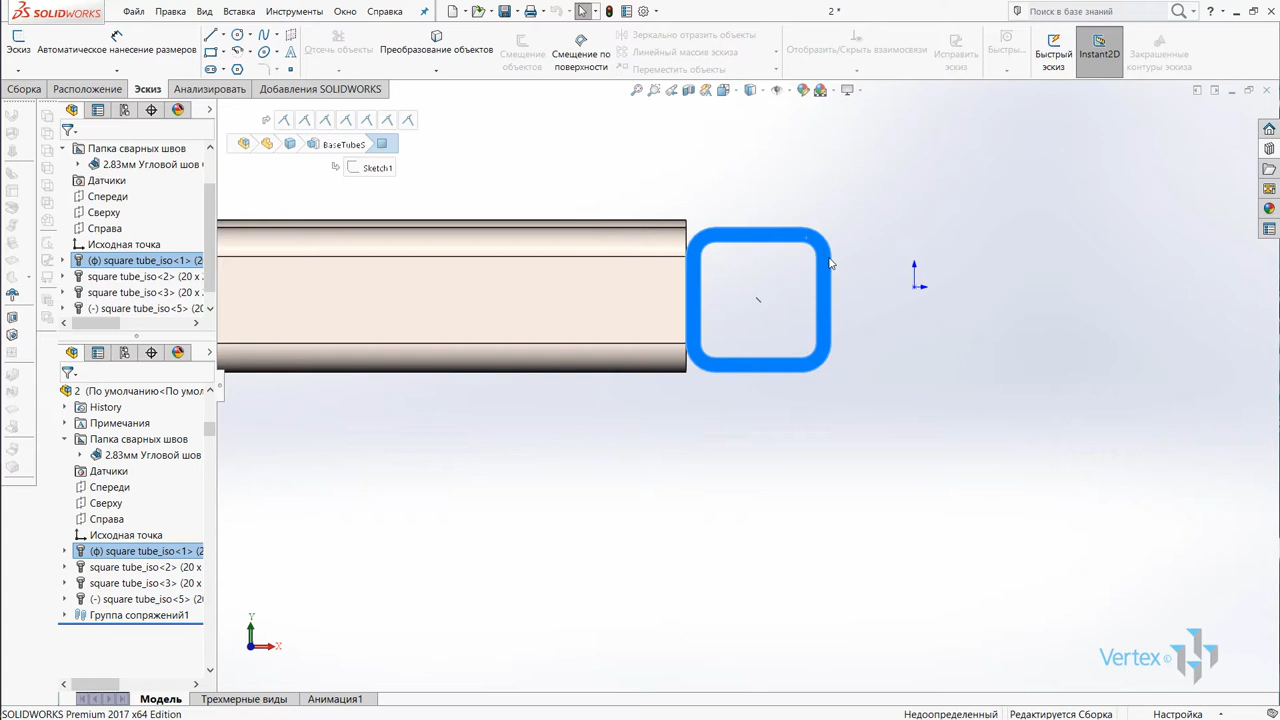 SOLIDWORKS Файл Правка Вид Вставка Инструменты Окно Справка 2 * Поиск в базе знаний ?
Эскиз Автоматическое нанесение размеров Отсечь объекты Преобразование объектов Смещение объектов Смещение по поверхности Зеркально отразить объекты Линейный массив эскиза Переместить объекты Отобразить/Скрыть взаимосвязи Исправить эскиз Быстры... Быстрый эскиз Instant2D Закрашенные контуры эскиза
Сборка Расположение Эскиз Анализировать Добавления SOLIDWORKS
BaseTubeS
Sketch1
Папка сварных швов
2.83мм Угловой шов
Датчики
Спереди
Сверху
Справа
Исходная точка
(ф) square tube_iso<1> (2
square tube_iso<2> (20 x
square tube_iso<3> (20 x
(-) square tube_iso<5> (20
2 (По умолчанию<По умол
History
Примечания
Папка сварных швов
2.83мм Угловой шов
Датчики
Спереди
Сверху
Справа
Исходная точка
(ф) square tube_iso<1> (2
square tube_iso<2> (20 x
square tube_iso<3> (20 x
(-) square tube_iso<5> (20
Группа сопряжений1
Y
X
Vertex ©
Модель Трехмерные виды Анимация1
SOLIDWORKS Premium 2017 x64 Edition Недоопределенный Редактируется Сборка Настройка